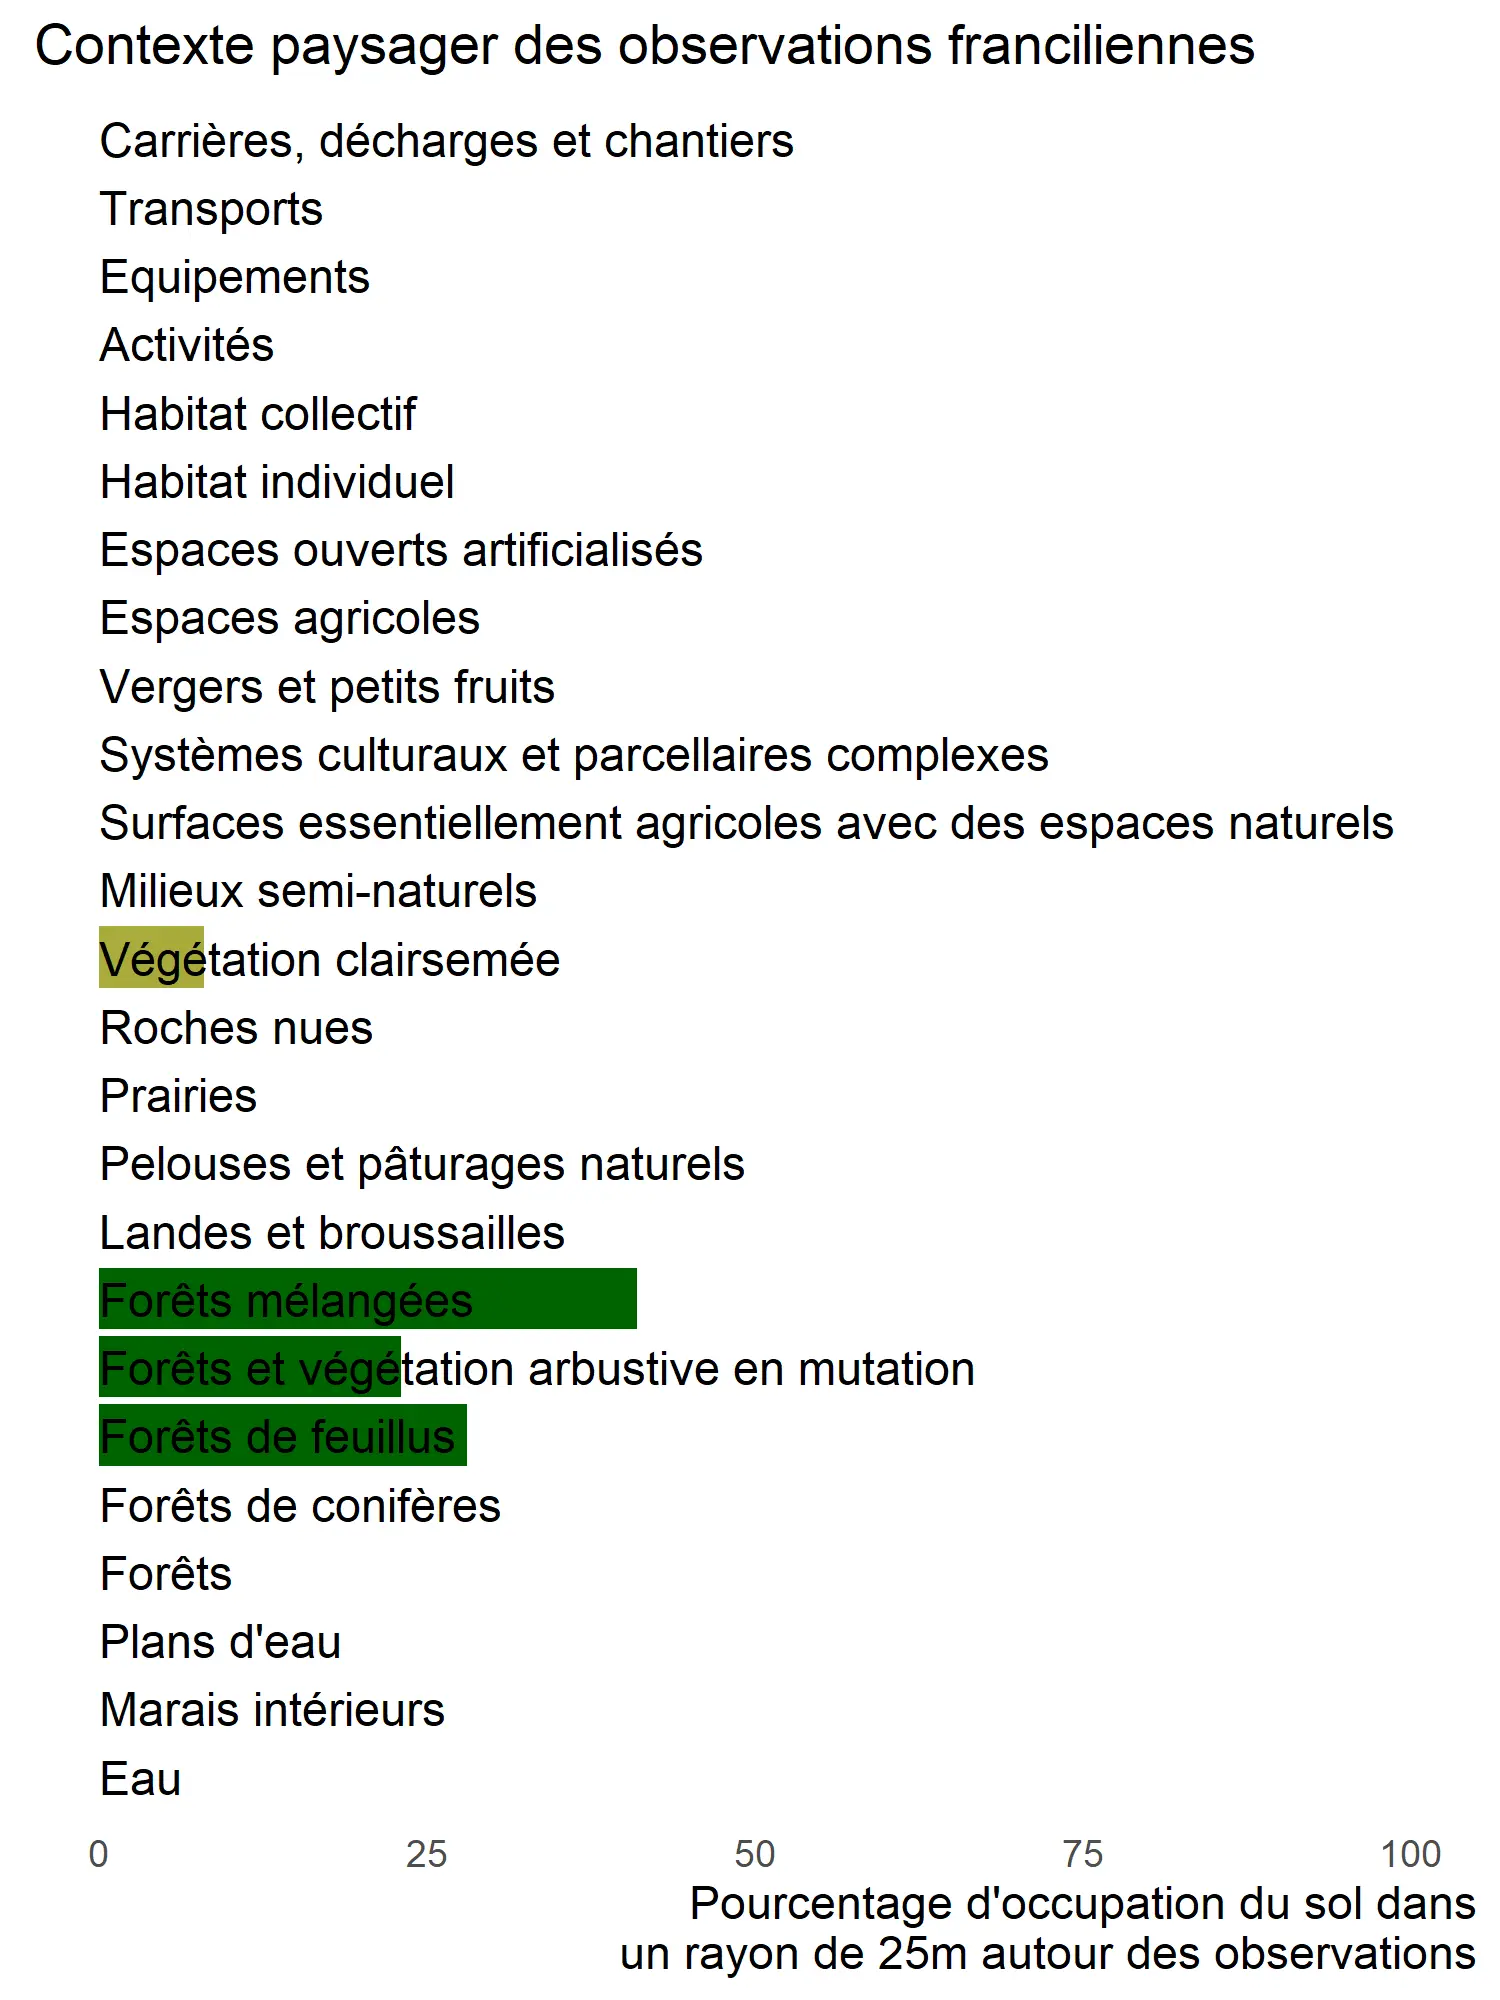 Contexte paysager des observations franciliennes
Carrières, décharges et chantiers
Transports
Equipements
Activités
Habitat collectif
Habitat individuel
Espaces ouverts artificialisés
Espaces agricoles
Vergers et petits fruits
Systèmes culturaux et parcellaires complexes
Surfaces essentiellement agricoles avec des espaces naturels
Milieux semi-naturels
Végétation clairsemée
Roches nues
Prairies
Pelouses et pâturages naturels
Landes et broussailles
Forêts mélangées
Forêts et végétation arbustive en mutation
Forêts de feuillus
Forêts de conifères
Forêts
Plans d'eau
Marais intérieurs
Eau
0 25 50 75 100
Pourcentage d'occupation du sol dans
un rayon de 25m autour des observations